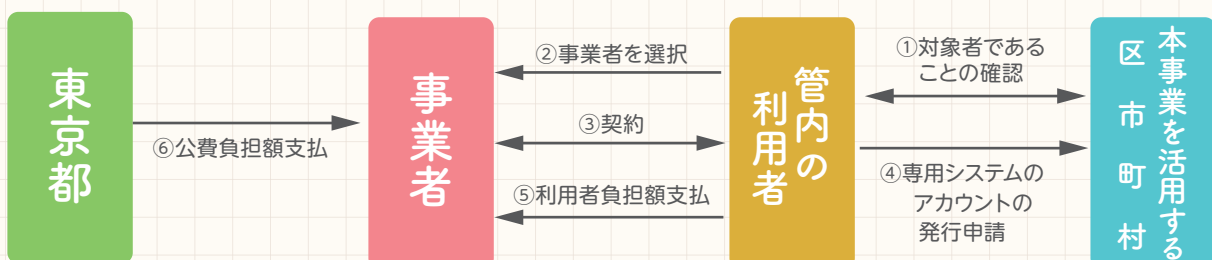 東京都
⑥公費負担額支払
事業者
②事業者を選択
③契約
⑤利用者負担額支払
管内の
利用者
①対象者である
ことの確認
④専用システムの
アカウントの
発行申請
本事業を活用する
区市町村